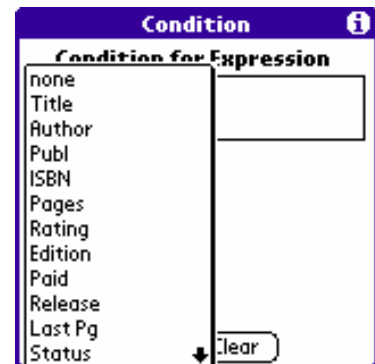 Condition
Condition for Expression
none
Title
Author
Publ
ISBN
Pages
Rating
Edition
Paid
Release
Last Pg
Status
Clear